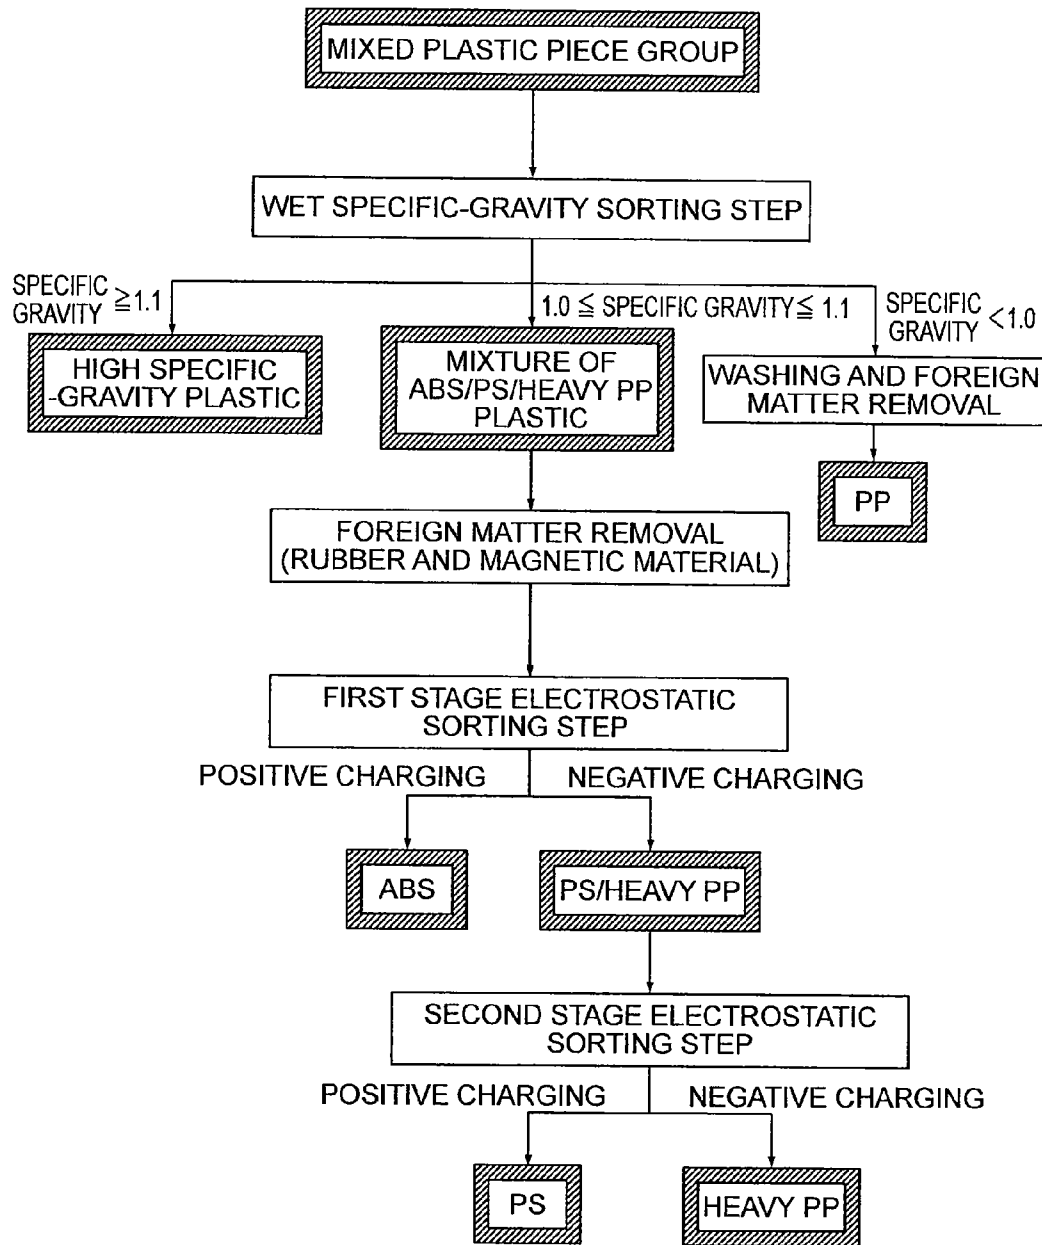 MIXED PLASTIC PIECE GROUP
WET SPECIFIC-GRAVITY SORTING STEP
SPECIFIC
GRAVITY ≧1.1
1.0 ≦ SPECIFIC GRAVITY ≦ 1.1
SPECIFIC
GRAVITY <1.0
HIGH SPECIFIC
-GRAVITY PLASTIC
MIXTURE OF
ABS/PS/HEAVY PP
PLASTIC
WASHING AND FOREIGN
MATTER REMOVAL
PP
FOREIGN MATTER REMOVAL
(RUBBER AND MAGNETIC MATERIAL)
FIRST STAGE ELECTROSTATIC
SORTING STEP
POSITIVE CHARGING
NEGATIVE CHARGING
ABS
PS/HEAVY PP
SECOND STAGE ELECTROSTATIC
SORTING STEP
POSITIVE CHARGING
NEGATIVE CHARGING
PS
HEAVY PP